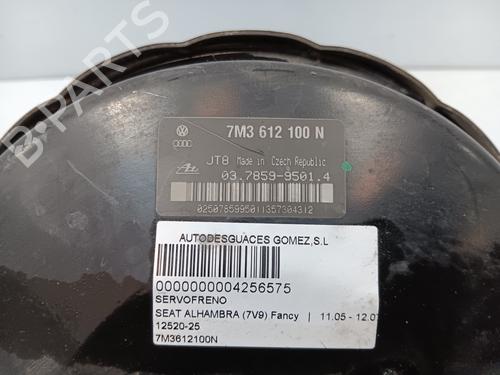 B-PARTS
7M3 612 100 N
JT8 Made in Czech Republic
Ate
03.7859-9501.4
AUTODESGUACES GOMEZ,S.L
0000000004256575
SERVOFRENO
SEAT ALHAMBRA (7V9) Fancy | 11.05 - 12.0
12520-25
7M3612100N